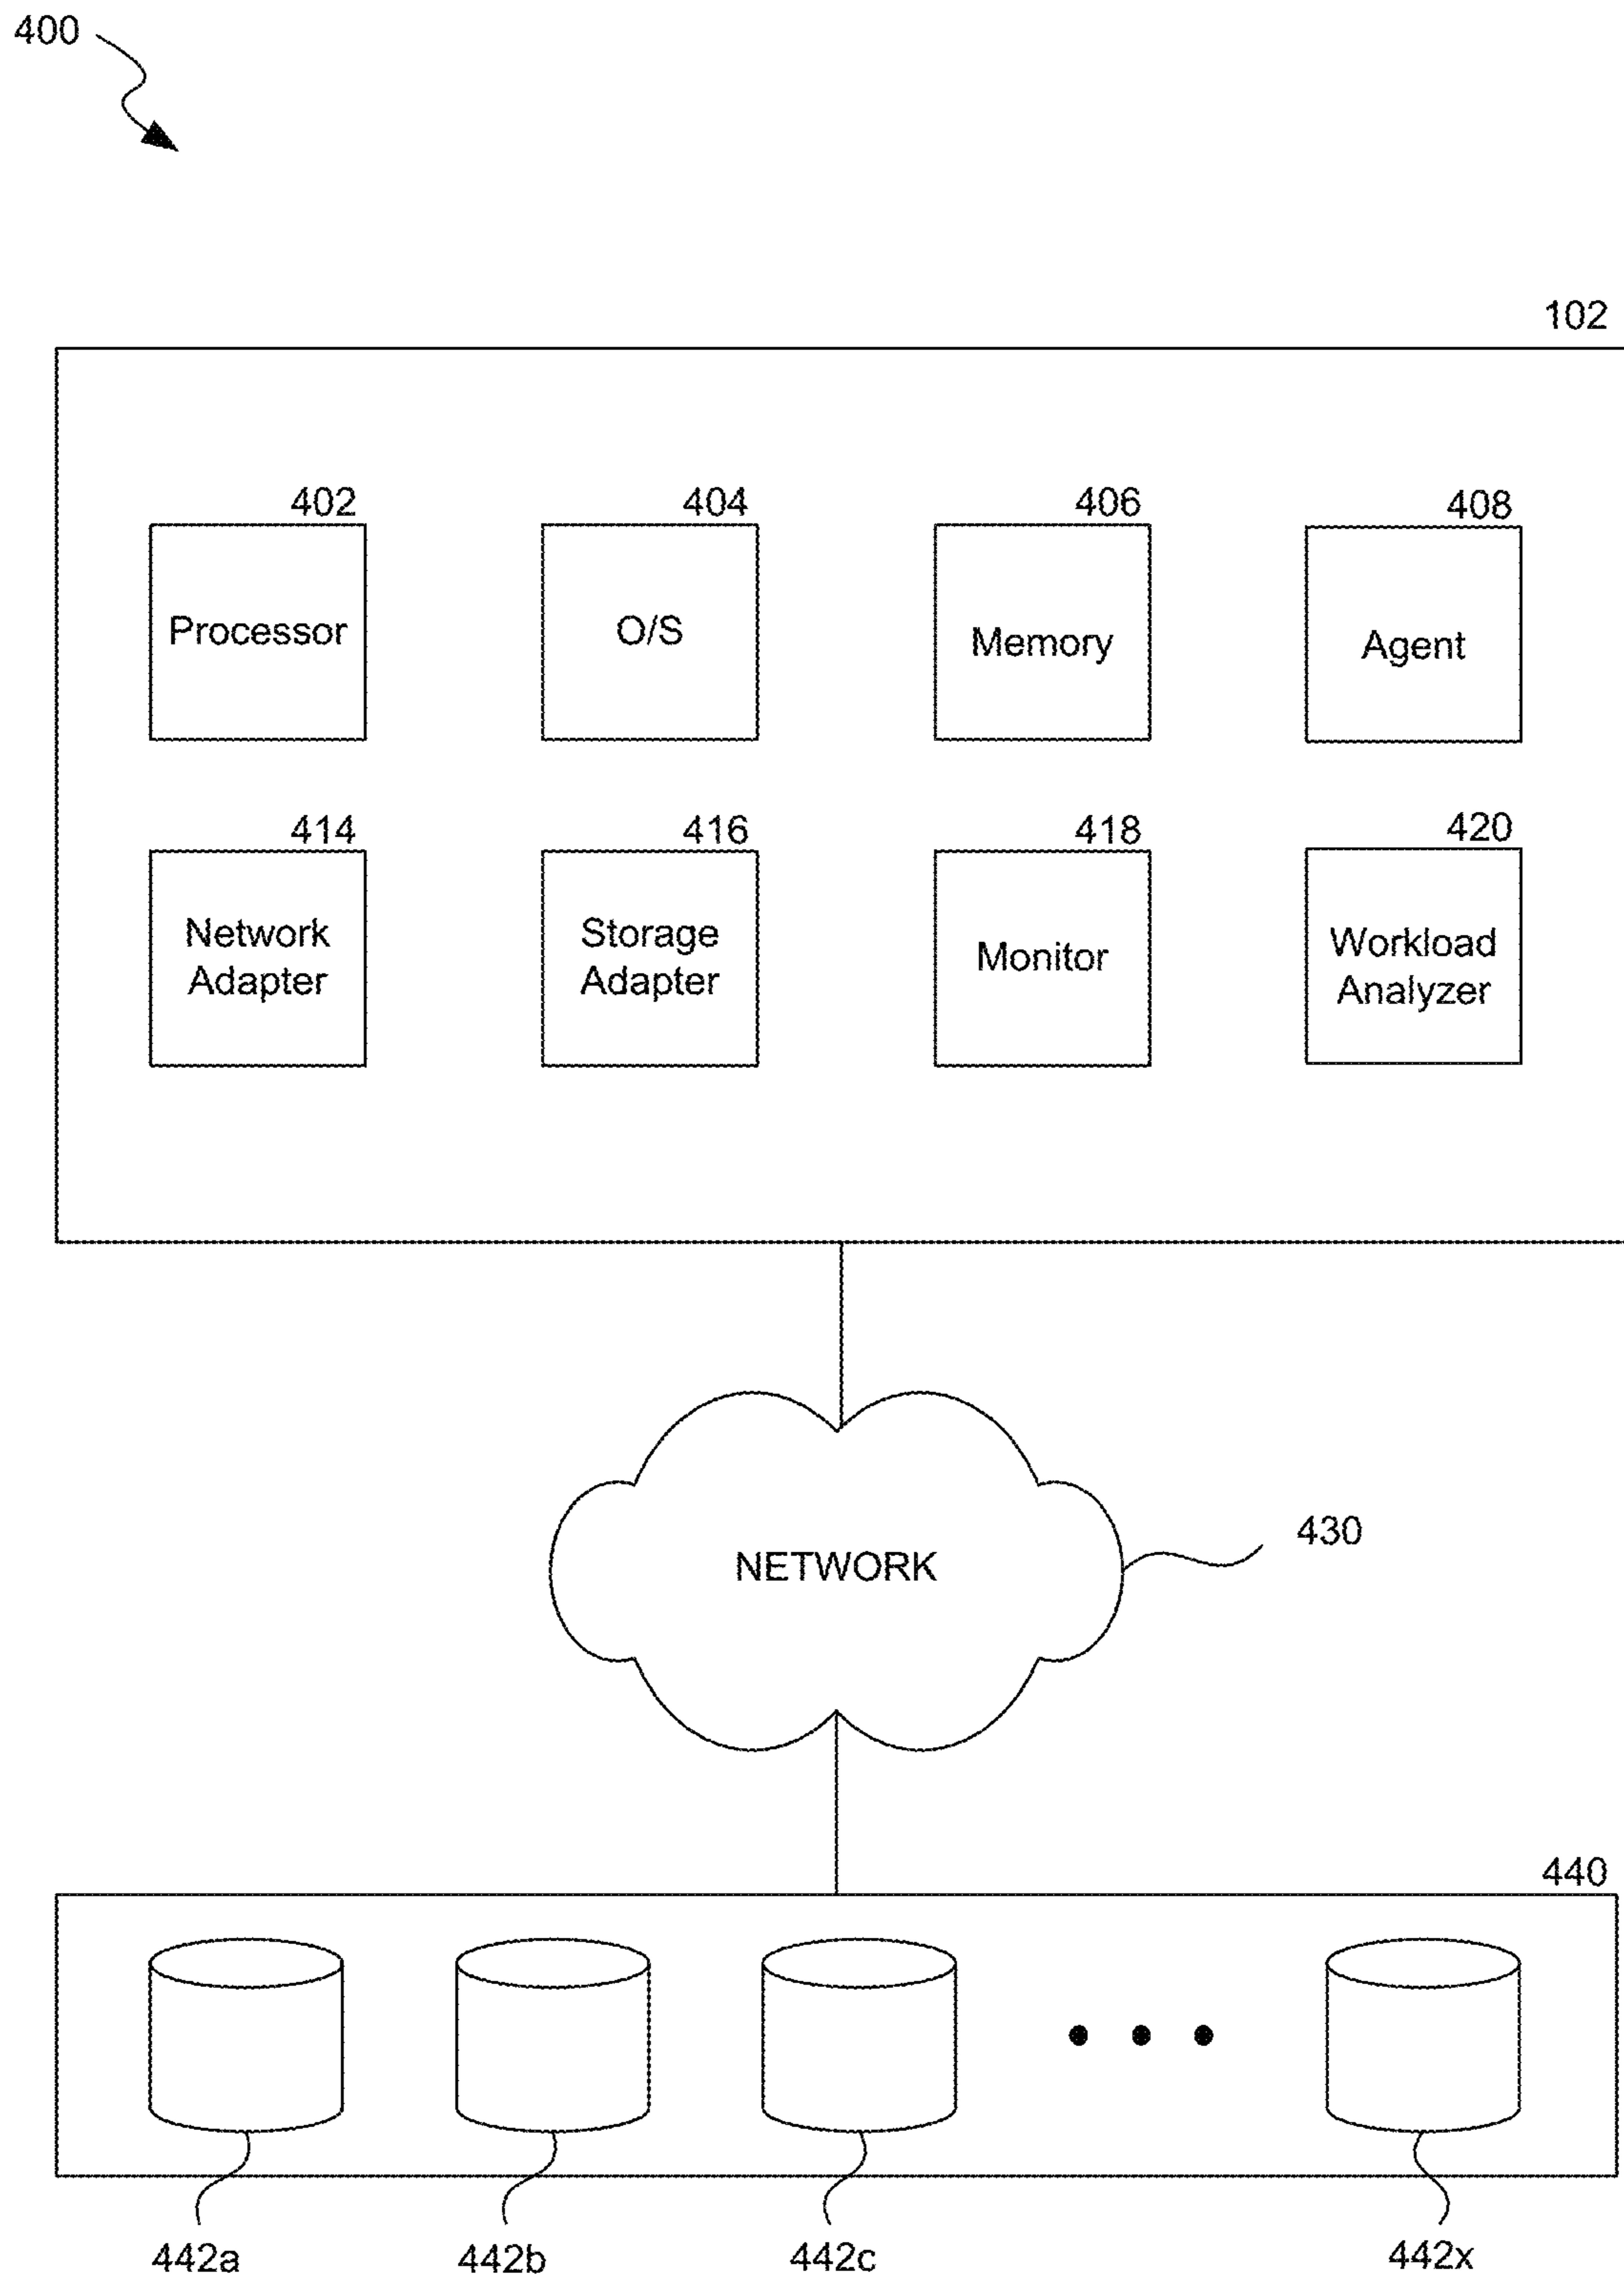 400
102
402
404
406
408
Processor
O/S
Memory
Agent
414
416
418
420
Network
Adapter
Storage
Adapter
Monitor
Workload
Analyzer
NETWORK
430
440
442a
442b
442c
442x